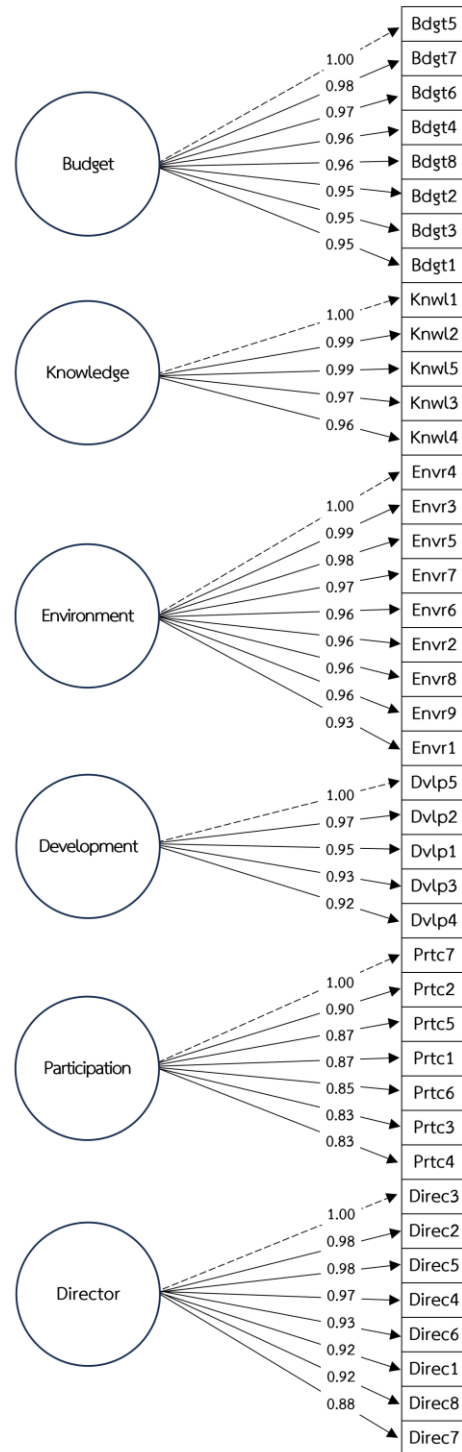 Budget
1.00
0.98
0.97
0.96
0.96
0.95
0.95
0.95
Bdgt5
Bdgt7
Bdgt6
Bdgt4
Bdgt8
Bdgt2
Bdgt3
Bdgt1
Knowledge
1.00
0.99
0.99
0.97
0.96
Knwl1
Knwl2
Knwl5
Knwl3
Knwl4
Environment
1.00
0.99
0.98
0.97
0.96
0.96
0.96
0.96
0.93
Envr4
Envr3
Envr5
Envr7
Envr6
Envr2
Envr8
Envr9
Envr1
Development
1.00
0.97
0.95
0.93
0.92
Dvlp5
Dvlp2
Dvlp1
Dvlp3
Dvlp4
Participation
1.00
0.90
0.87
0.87
0.85
0.83
0.83
Prtc7
Prtc2
Prtc5
Prtc1
Prtc6
Prtc3
Prtc4
Director
1.00
0.98
0.98
0.97
0.93
0.92
0.92
0.88
Direc3
Direc2
Direc5
Direc4
Direc6
Direc1
Direc8
Direc7